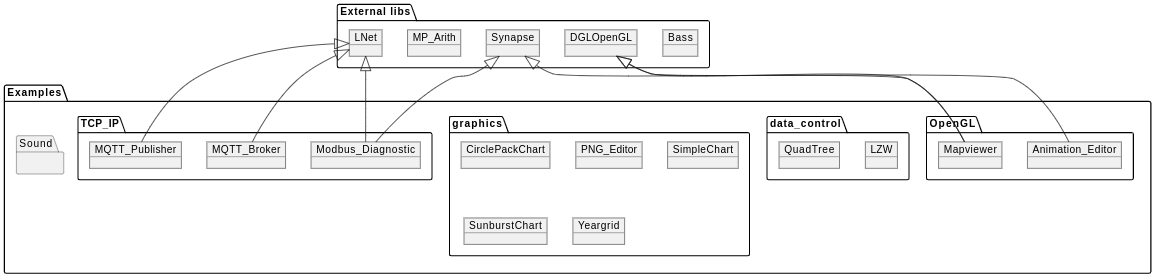 External libs
LNet
MP_Arith
Synapse
DGLOpenGL
Bass
Examples
Sound
TCP_IP
MQTT_Publisher
MQTT_Broker
Modbus_Diagnostic
graphics
CirclePackChart
PNG_Editor
SimpleChart
SunburstChart
Yeargrid
data_control
QuadTree
LZW
OpenGL
Mapviewer
Animation_Editor